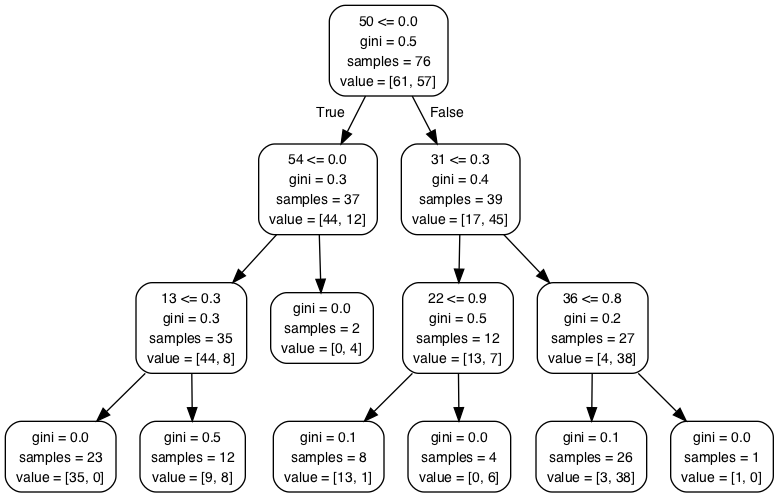 50 <= 0.0
gini = 0.5
samples = 76
value = [61, 57]
True
False
54 <= 0.0
gini = 0.3
samples = 37
value = [44, 12]
31 <= 0.3
gini = 0.4
samples = 39
value = [17, 45]
13 <= 0.3
gini = 0.3
samples = 35
value = [44, 8]
gini = 0.0
samples = 2
value = [0, 4]
22 <= 0.9
gini = 0.5
samples = 12
value = [13, 7]
36 <= 0.8
gini = 0.2
samples = 27
value = [4, 38]
gini = 0.0
samples = 23
value = [35, 0]
gini = 0.5
samples = 12
value = [9, 8]
gini = 0.1
samples = 8
value = [13, 1]
gini = 0.0
samples = 4
value = [0, 6]
gini = 0.1
samples = 26
value = [3, 38]
gini = 0.0
samples = 1
value = [1, 0]